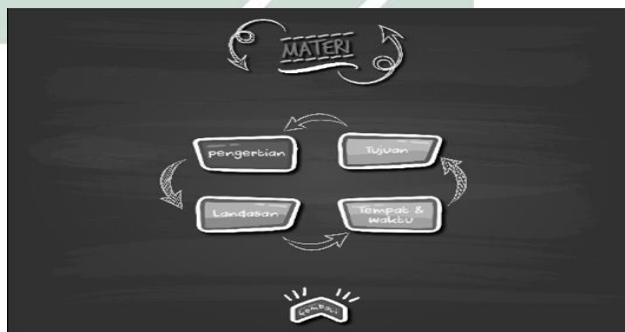 MATERI
Pengertian
Tujuan
Landasan
Tempat &
Waktu
Kembali